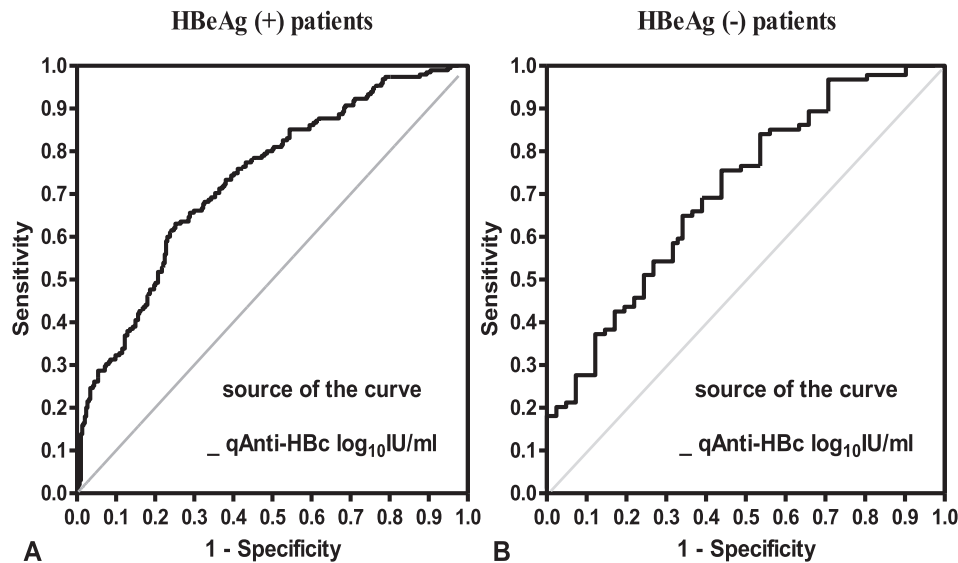 HBeAg (+) patients
1.0
0.9
0.8
0.7
0.6
0.5
0.4
0.3
0.2
0.1
0.0
Sensitivity
source of the curve
_ qAnti-HBc log10IU/ml
0.0 0.1 0.2 0.3 0.4 0.5 0.6 0.7 0.8 0.9 1.0
1 - Specificity
A
HBeAg (-) patients
1.0
0.9
0.8
0.7
0.6
0.5
0.4
0.3
0.2
0.1
0.0
Sensitivity
source of the curve
_ qAnti-HBc log10IU/ml
0.0 0.1 0.2 0.3 0.4 0.5 0.6 0.7 0.8 0.9 1.0
1 - Specificity
B